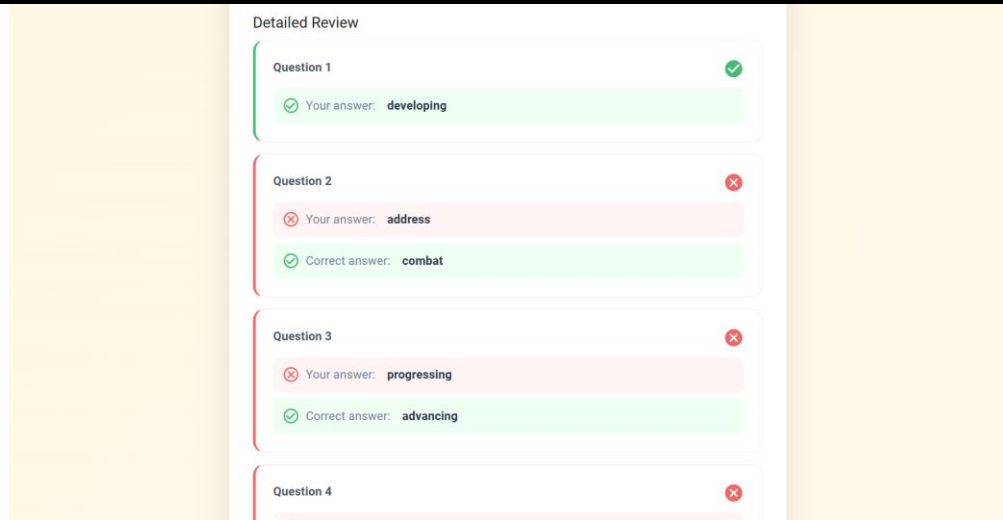 Detailed Review
Question 1
Your answer: developing
Question 2
Your answer: address
Correct answer: combat
Question 3
Your answer: progressing
Correct answer: advancing
Question 4